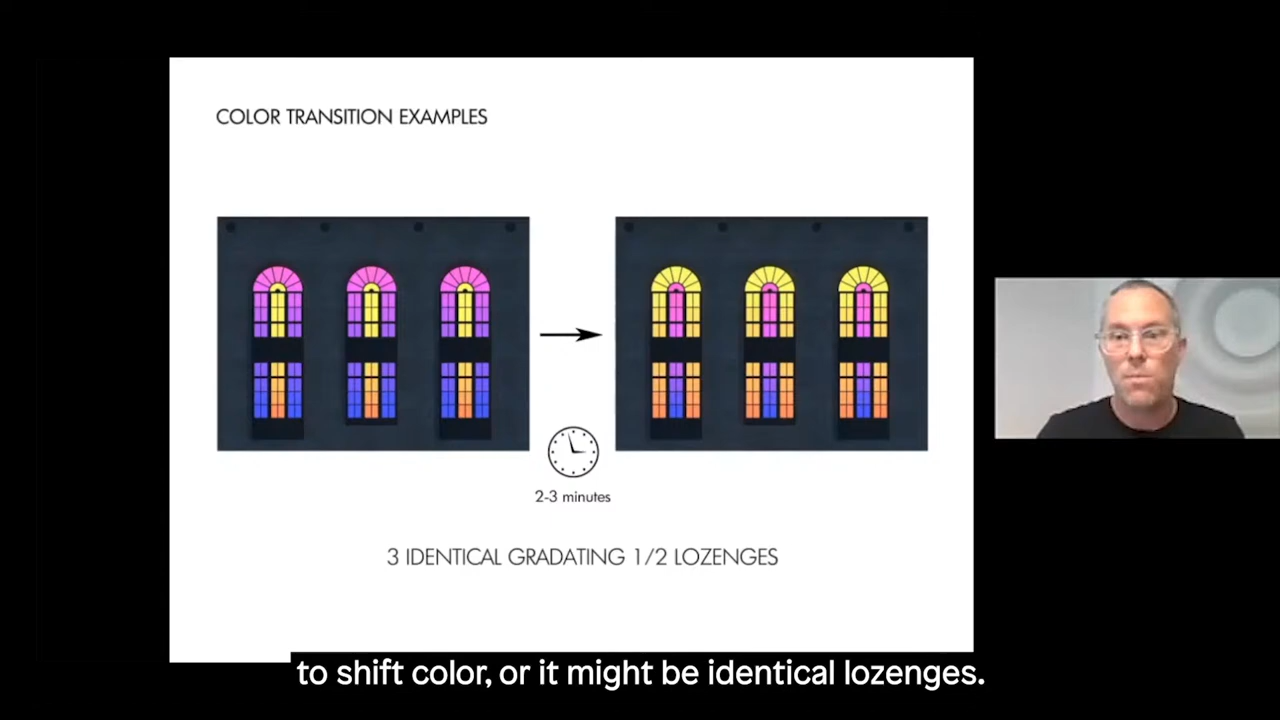 COLOR TRANSITION EXAMPLES
2-3 minutes
3 IDENTICAL GRADATING 1/2 LOZENGES
to shift color, or it might be identical lozenges.